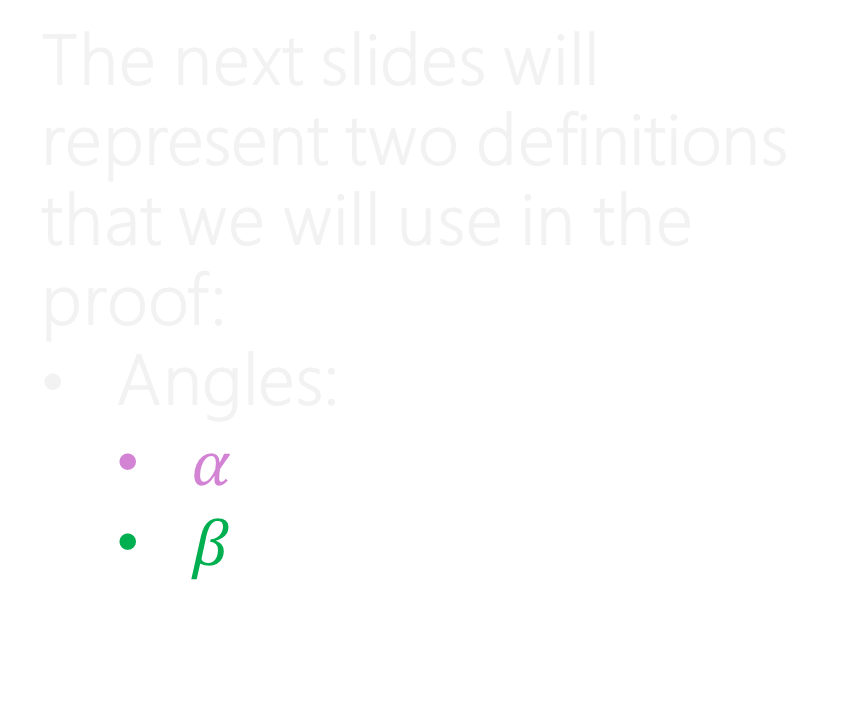 The next slides will
represent two definitions
that we will use in the
proof:
• Angles:
• α
• β